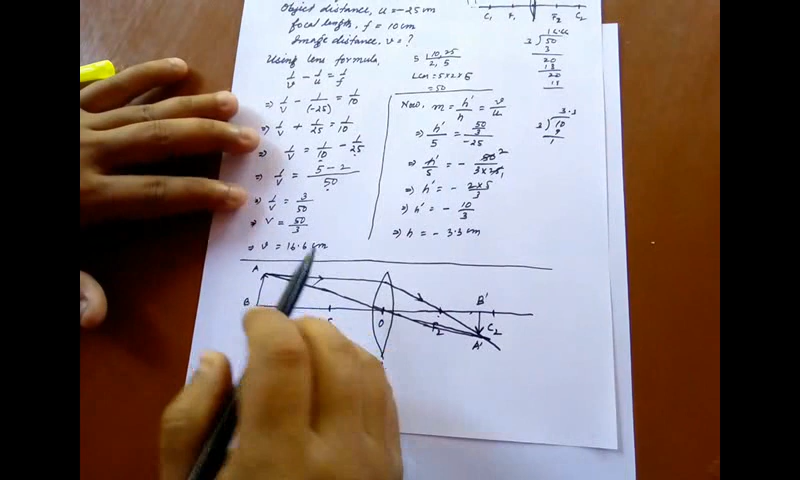 C₁ F₁ F₂ C₂
Object distance, u = -25 cm
focal length, f = 10 cm
Image distance, v = ?
Using lens formula,
1/v - 1/u = 1/f
=> 1/v - 1/(-25) = 1/10
=> 1/v + 1/25 = 1/10
=> 1/v = 1/10 - 1/25
=> 1/v = (5-2)/50
=> 1/v = 3/50
=> v = 50/3
=> v = 16.6 cm
5 | 10, 25
2, 5
LCM = 5×2×5
= 50
Now, m = h'/h = v/u
=> h'/5 = (50/3)/-25
=> h'/5 = - 50 2/3×25 1
=> h' = - (2×5)/3
=> h' = - 10/3
=> h = - 3.3 cm
16.66
3 ) 50
3
20
18
20
18
3.3
3 ) 10
9
1
A
B O F₂ B' C₂
A'